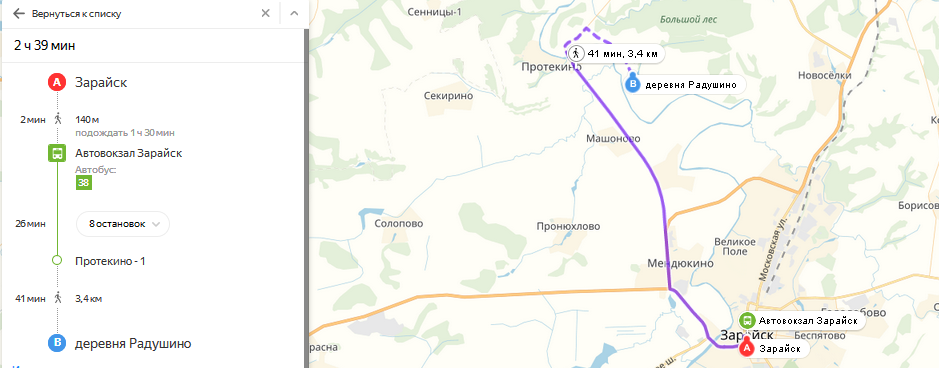 Вернуться к списку
2 ч 39 мин
A
Зарайск
2 мин
140 м
подождать 1 ч 30 мин
Автовокзал Зарайск
Автобус:
38
26 мин
8 остановок
Протекино - 1
41 мин
3,4 км
B
деревня Радушино
Сенницы-1
Большой лес
41 мин, 3,4 км
Протекино
B
деревня Радушино
Новоселки
Секирино
Машоново
Борисово
Солопово
Пронюхлово
Великое
Поле
Московская ул.
Мендюкино
Автовокзал Зарайск
Беспятово
Зарайск
A
Зарайск
расна
ое ш.